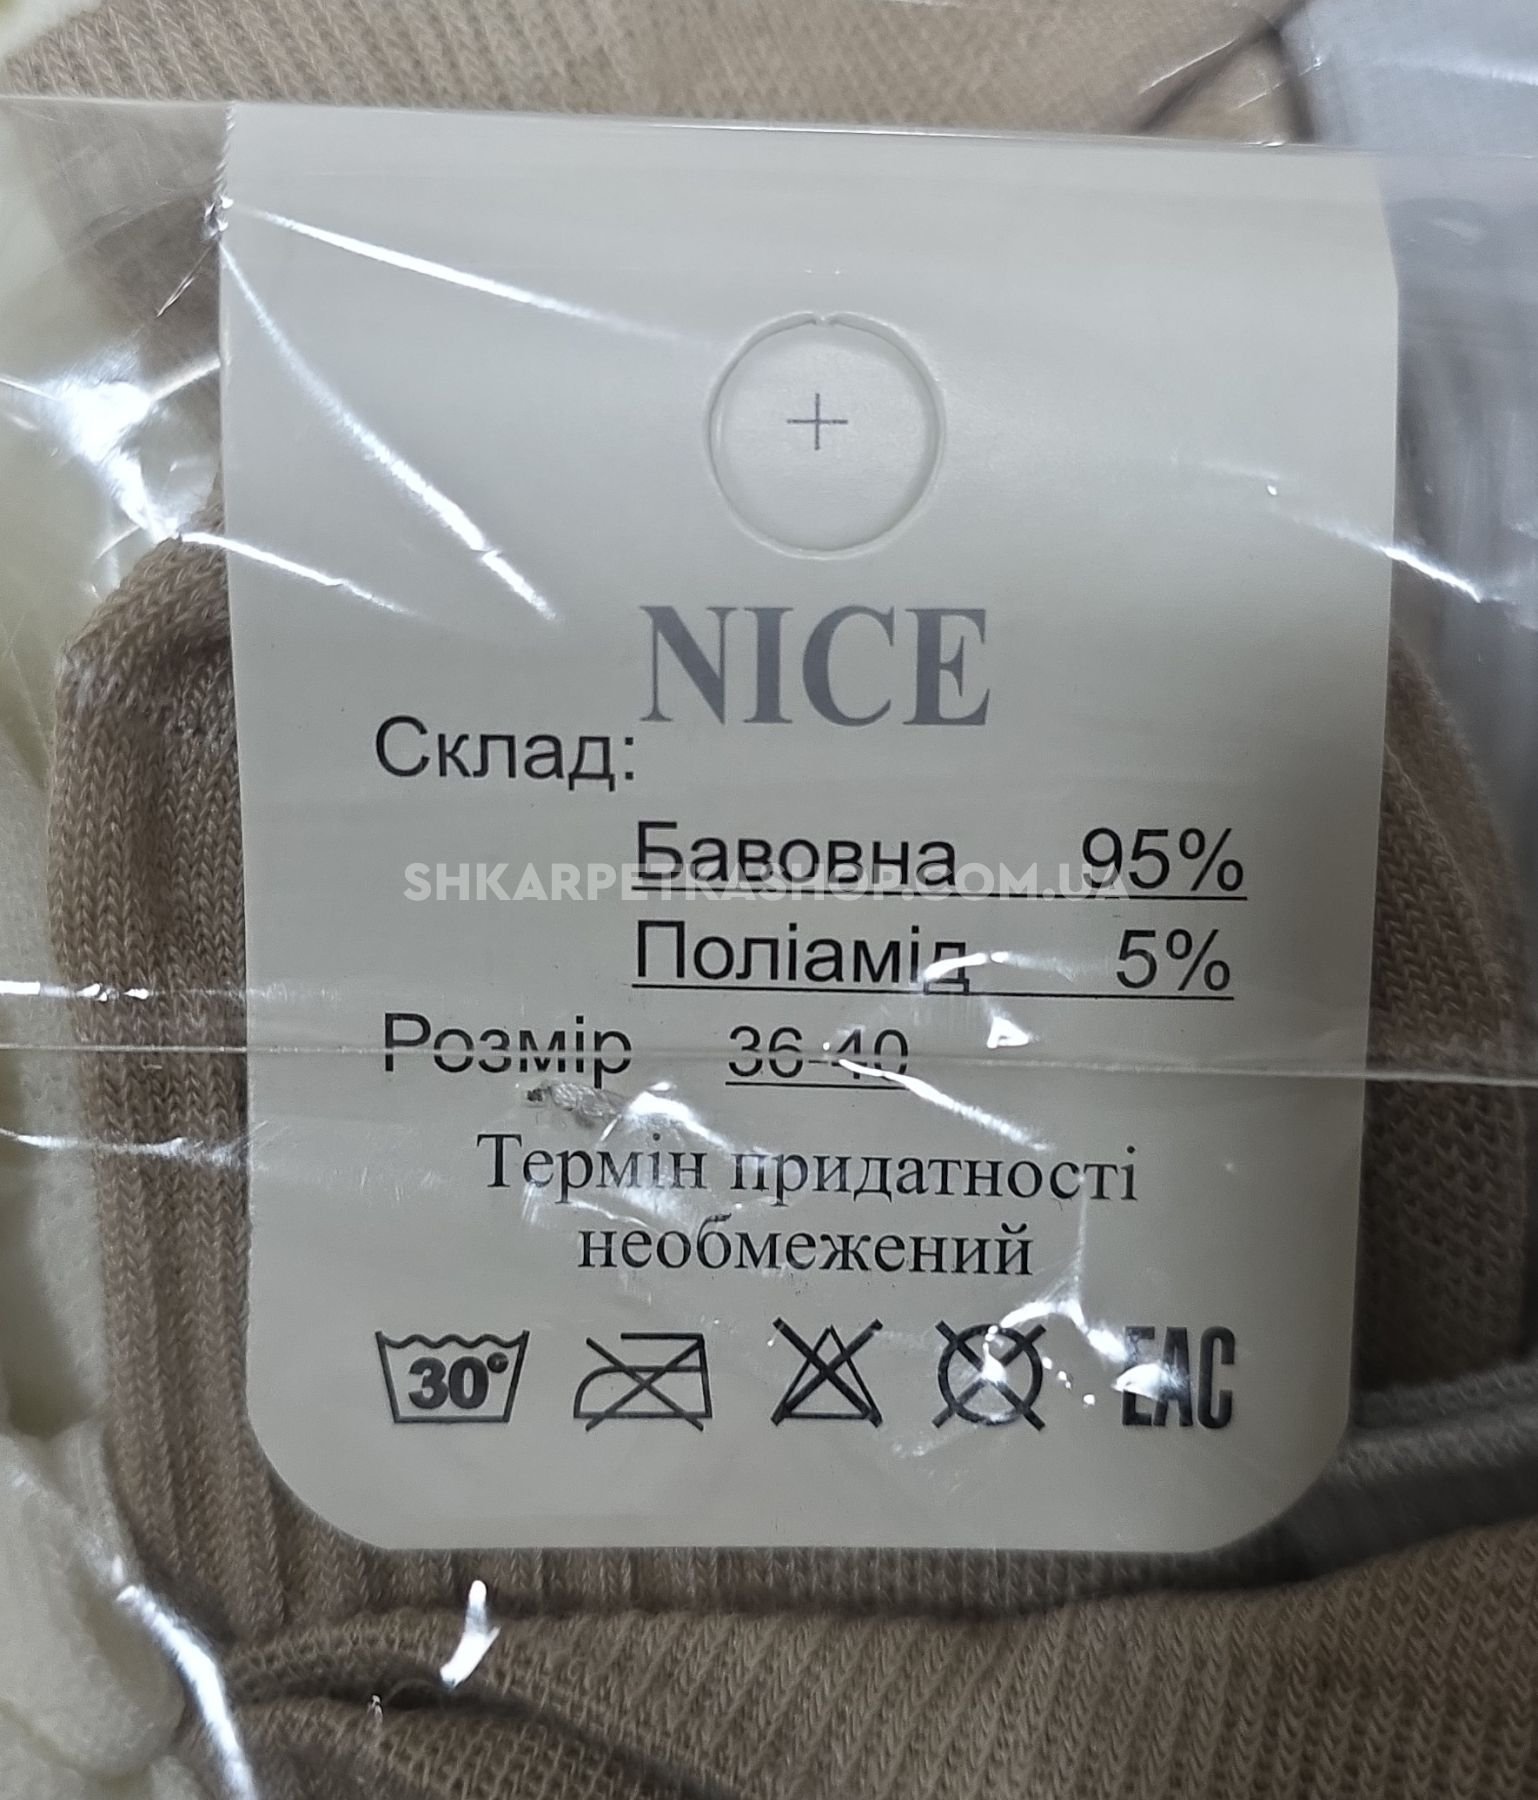 NICE
Склад:
Бавовна 95%
SHKARPETKASHOP.COM.UA
Поліамід 5%
Розмір 36-40
Термін придатності
необмежений
30° EAC